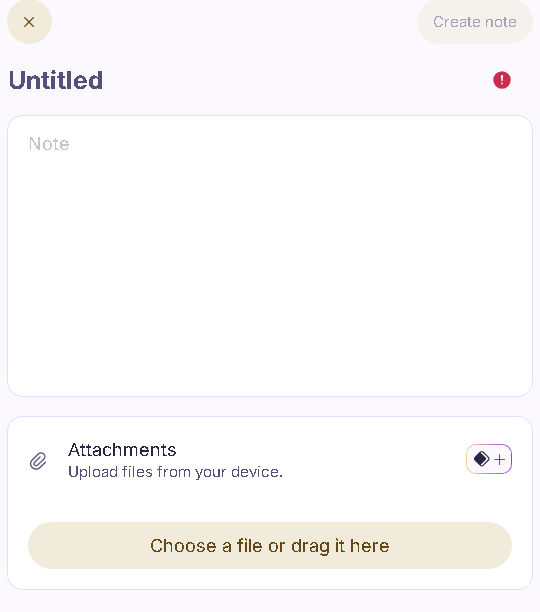 Create note
Untitled
Note
Attachments
Upload files from your device.
Choose a file or drag it here